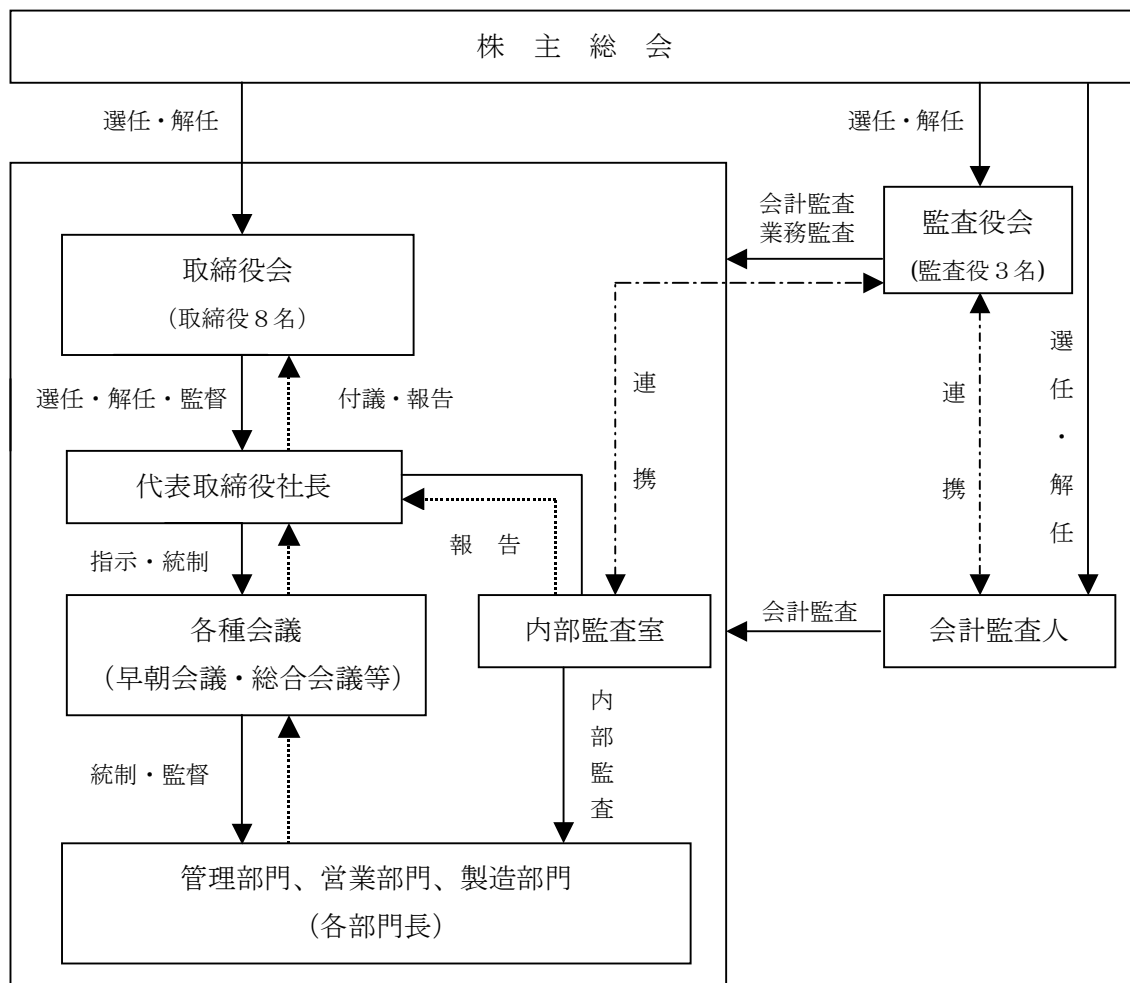 株 主 総 会
選任・解任
選任・解任
取締役会
（取締役８名）
会計監査
業務監査
監査役会
(監査役３名)
選任・解任・監督
付議・報告
連携
連携
選任・解任
代表取締役社長
報 告
指示・統制
各種会議
（早朝会議・総合会議等）
内部監査室
会計監査
会計監査人
統制・監督
内部監査
管理部門、営業部門、製造部門
（各部門長）